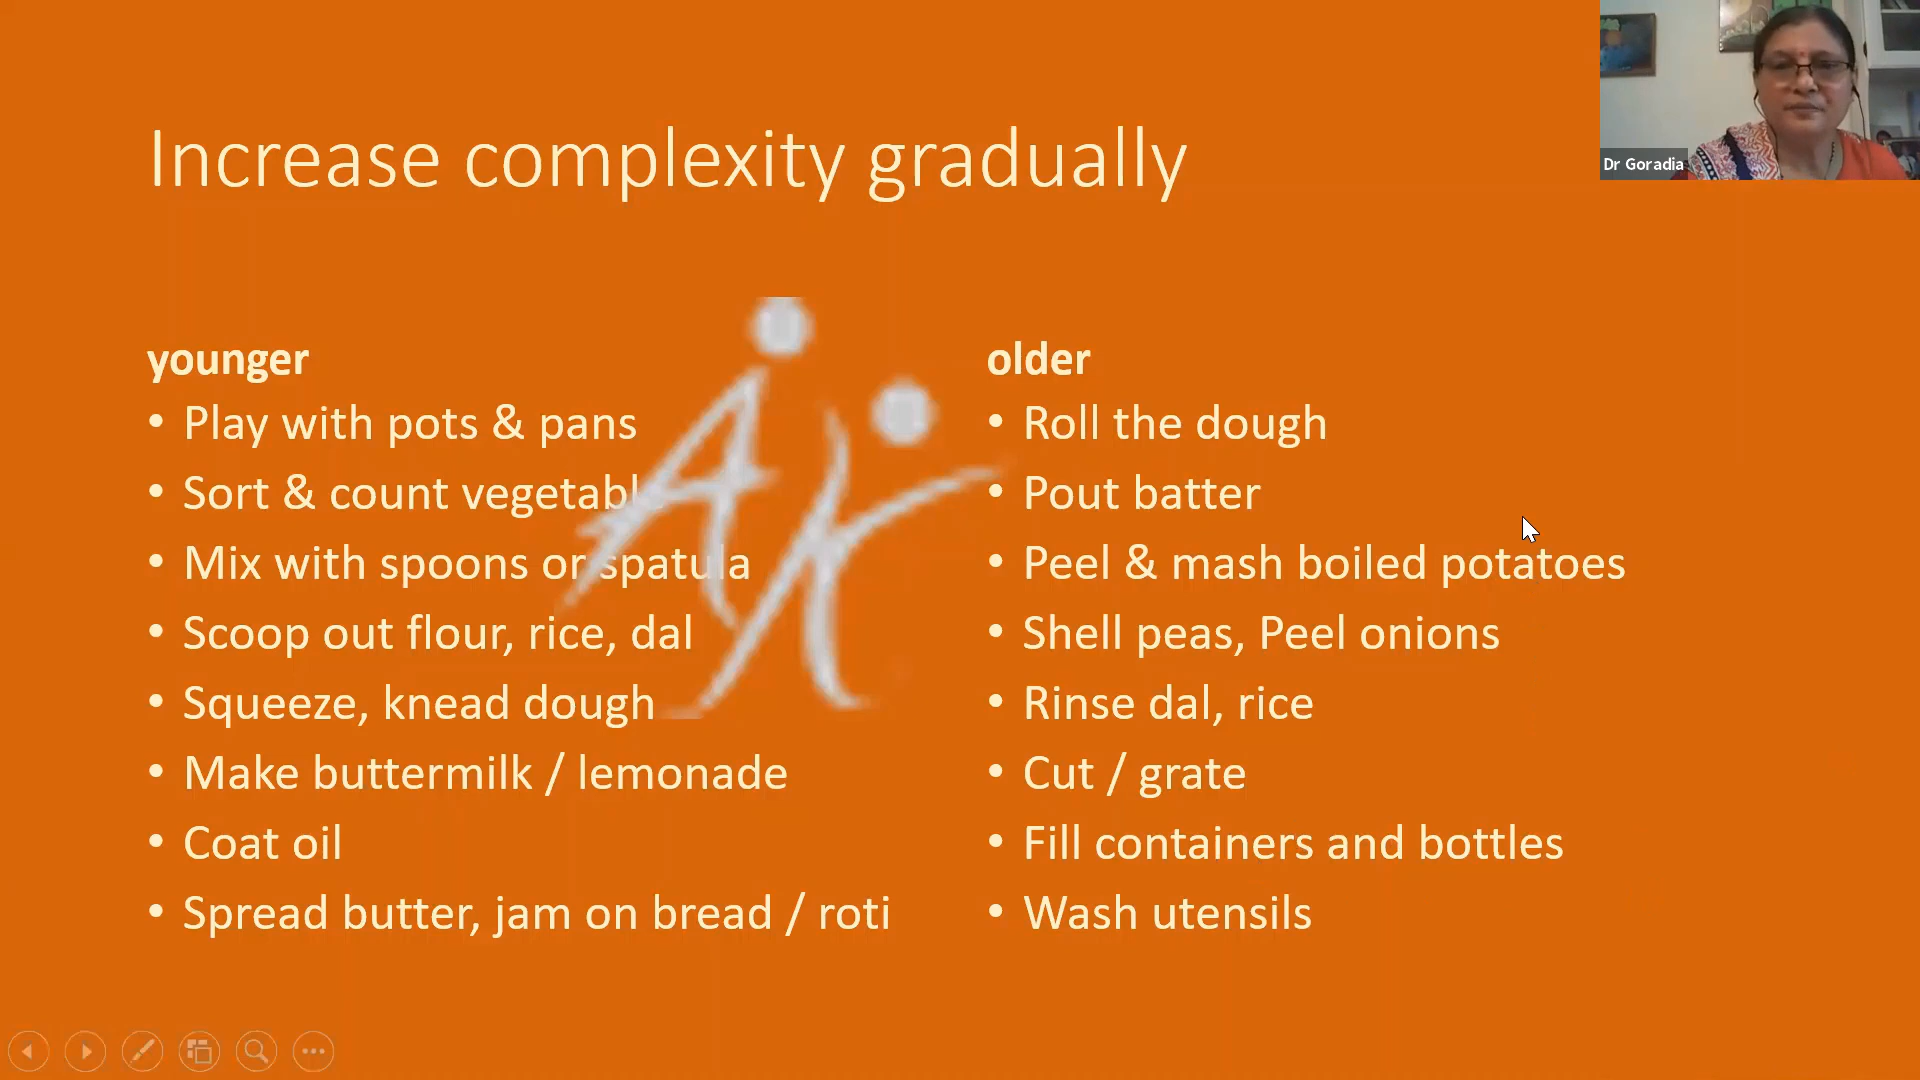 Increase complexity gradually
Dr Goradia
younger
• Play with pots & pans
• Sort & count vegetabl
• Mix with spoons or spatula
• Scoop out flour, rice, dal
• Squeeze, knead dough
• Make buttermilk / lemonade
• Coat oil
• Spread butter, jam on bread / roti
AK
older
• Roll the dough
• Pout batter
• Peel & mash boiled potatoes
• Shell peas, Peel onions
• Rinse dal, rice
• Cut / grate
• Fill containers and bottles
• Wash utensils